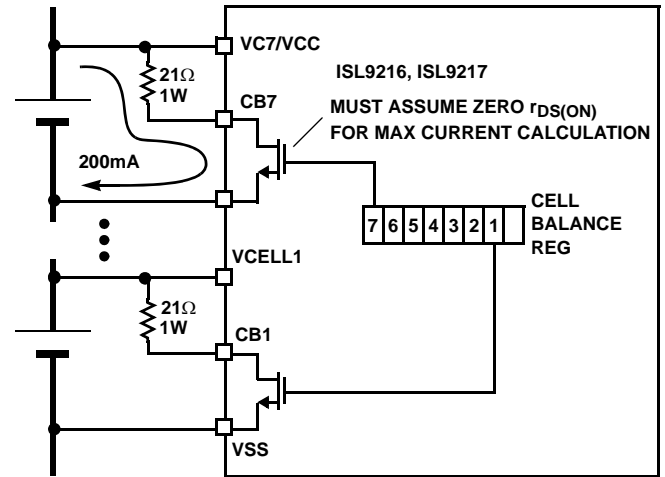 VC7/VCC
21Ω
1W
ISL9216, ISL9217
CB7
MUST ASSUME ZERO rDS(ON)
FOR MAX CURRENT CALCULATION
200mA
CELL
BALANCE
REG
7 6 5 4 3 2 1
VCELL1
21Ω
1W
CB1
VSS